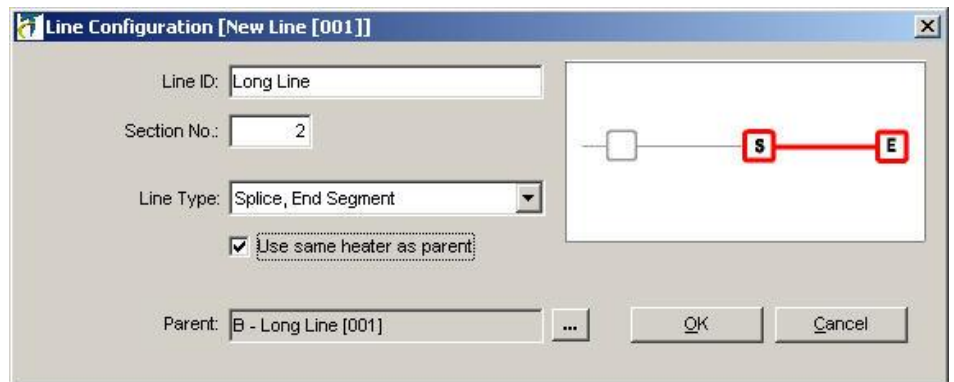 Line Configuration [New Line [001]]
Line ID: Long Line
Section No.: 2
S E
Line Type: Splice, End Segment
Use same heater as parent
Parent: B - Long Line [001] ... OK Cancel